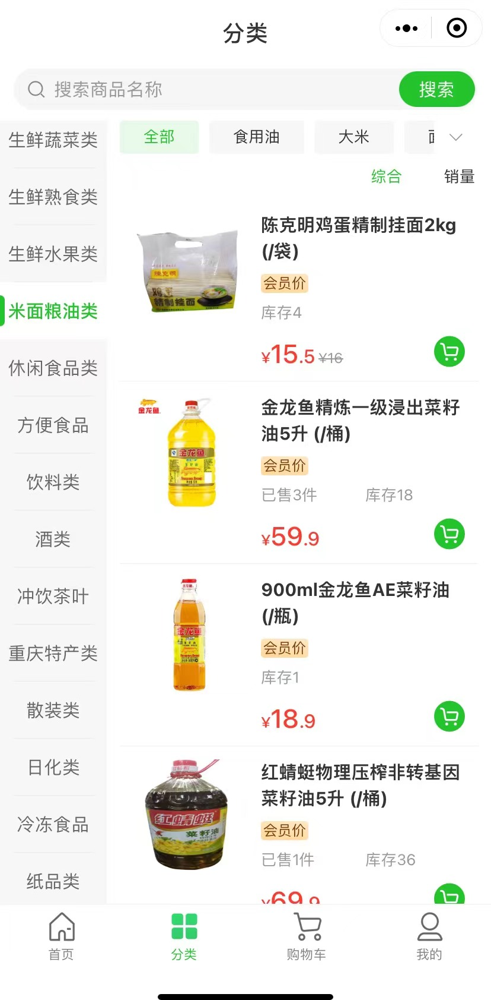 分类
搜索商品名称
搜索
生鲜蔬菜类
生鲜熟食类
生鲜水果类
米面粮油类
休闲食品类
方便食品
饮料类
酒类
冲饮茶叶
重庆特产类
散装类
日化类
冷冻食品
纸品类
全部
食用油
大米
综合
销量
陈克明鸡蛋精制挂面2kg
(/袋)
会员价
库存4
¥15.5 ¥16
陳克明
鸡蛋
精制挂面
金龙鱼精炼一级浸出菜籽
油5升 (/桶)
会员价
已售3件 库存18
¥59.9
金龙鱼
金龙鱼
900ml金龙鱼AE菜籽油
(/瓶)
会员价
库存1
¥18.9
金龙鱼
红蜻蜓物理压榨非转基因
菜籽油5升 (/桶)
会员价
已售1件 库存36
¥69.9
红蜻蜓
菜籽油
首页
分类
购物车
我的